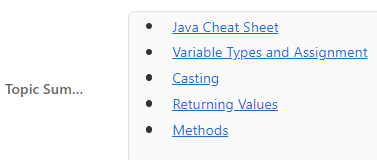 Java Cheat Sheet
Variable Types and Assignment
Casting
Topic Sum...
Returning Values
Methods